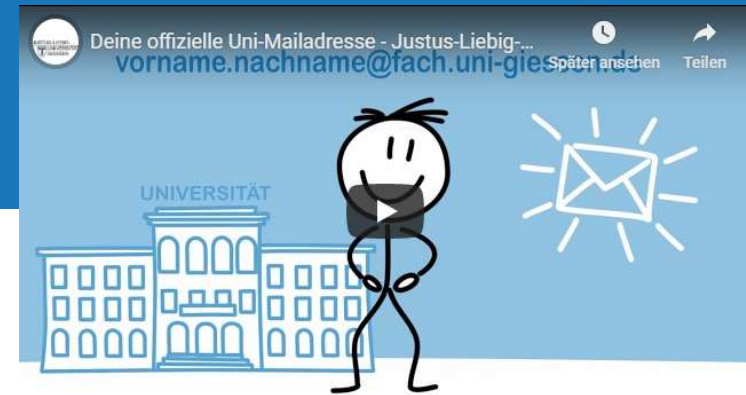 Deine offizielle Uni-Mailadresse - Justus-Liebig-...
Später ansehen
Teilen
vorname.nachname@fach.uni-giessen.de
UNIVERSITÄT